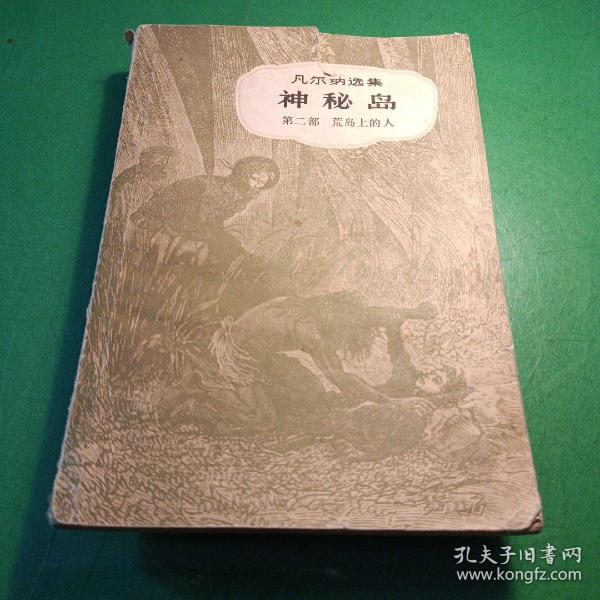 凡尔纳选集
神秘岛
第二部 荒岛上的人
孔夫子旧书网
www.kongfz.com